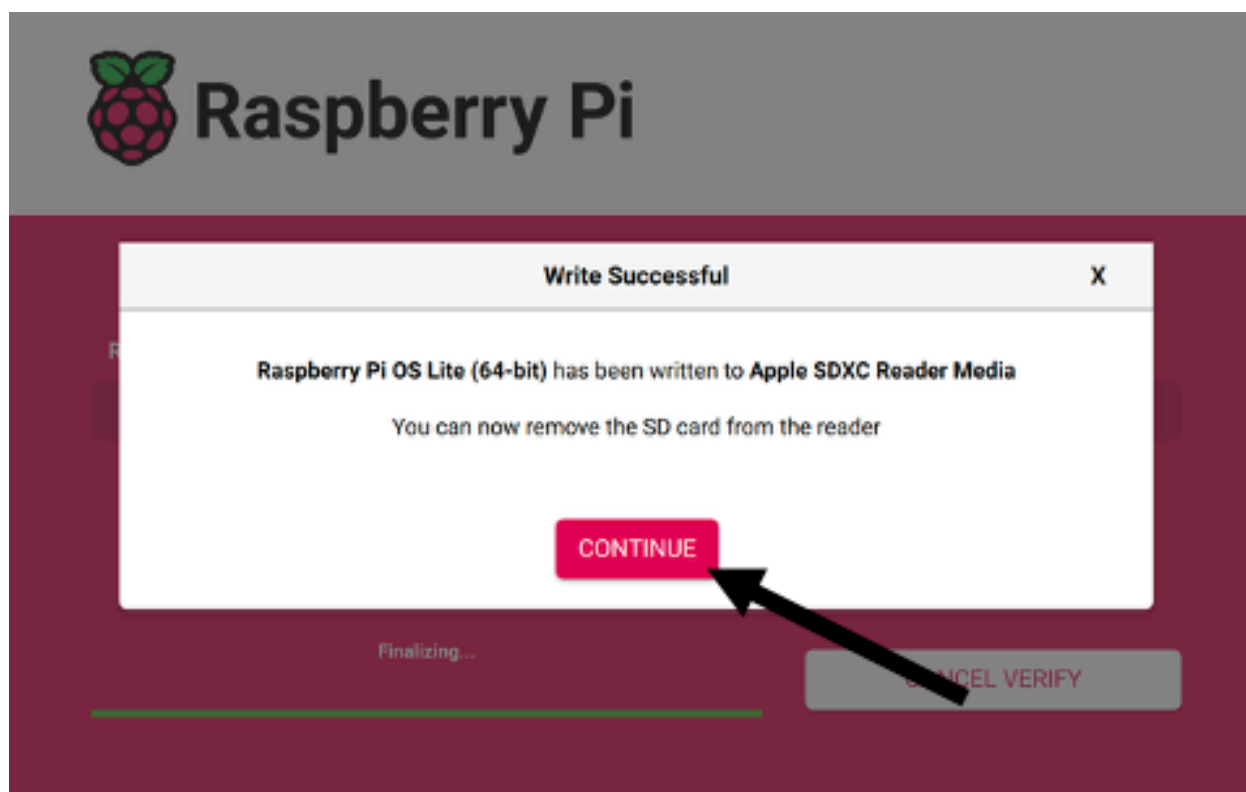 Raspberry Pi
Write Successful X
R
Raspberry Pi OS Lite (64-bit) has been written to Apple SDXC Reader Media
You can now remove the SD card from the reader
CONTINUE
Finalizing...
VERIFY